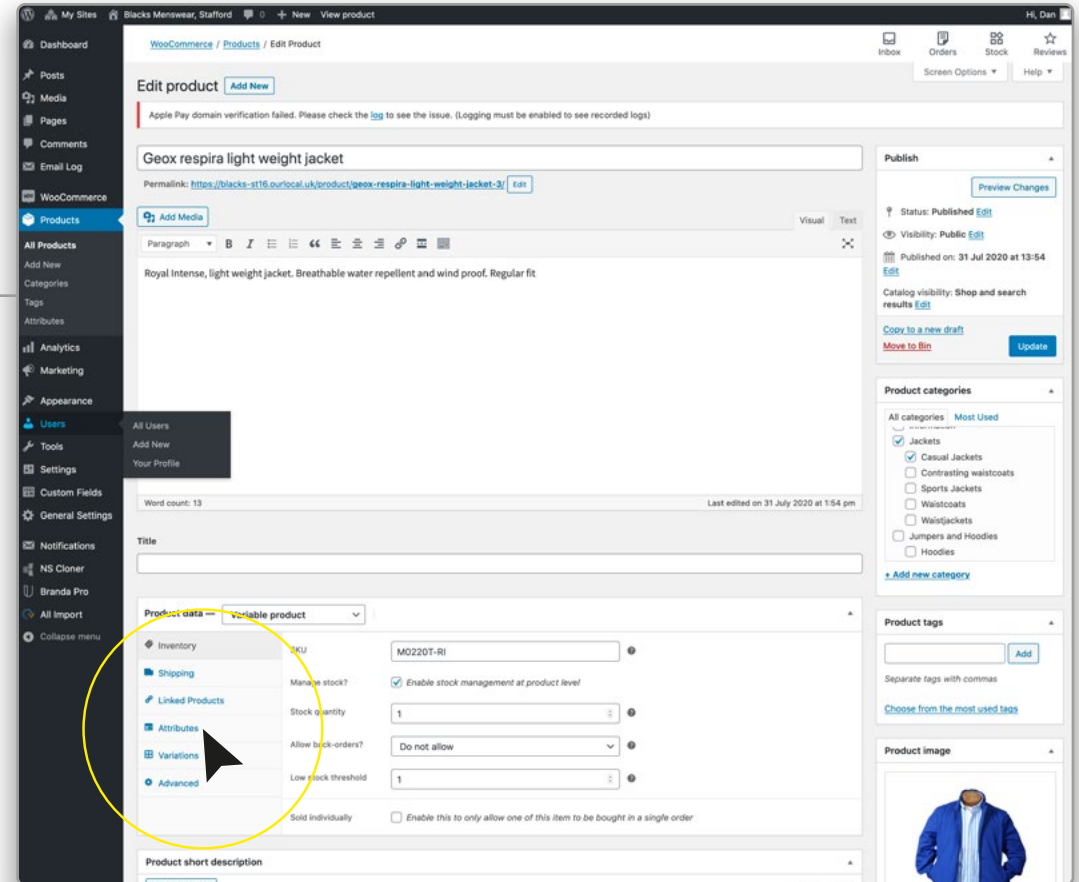 My Sites Blacks Menswear, Stafford 0 + New View product Hi, Dan
Dashboard
Posts
Media
Pages
Comments
Email Log
WooCommerce
Products
All Products
Add New
Categories
Tags
Attributes
Analytics
Marketing
Appearance
Users
Tools
Settings
Custom Fields
General Settings
Notifications
NS Cloner
Branda Pro
All Import
Collapse menu
All Users
Add New
Your Profile
WooCommerce / Products / Edit Product
Inbox Orders Stock Reviews
Screen Options Help
Edit product Add New
Apple Pay domain verification failed. Please check the log to see the issue. (Logging must be enabled to see recorded logs)
Geox respira light weight jacket
Permalink: https://blacks-st16.ourlocal.uk/product/geox-respira-light-weight-jacket-3/ Edit
Add Media Visual Text
Paragraph B I
Royal Intense, light weight jacket. Breathable water repellent and wind proof. Regular fit
Word count: 13 Last edited on 31 July 2020 at 1:54 pm
Title
Product data — Variable product
Inventory
Shipping
Linked Products
Attributes
Variations
Advanced
SKU M0220T-RI
Manage stock? Enable stock management at product level
Stock quantity 1
Allow back-orders? Do not allow
Low stock threshold 1
Sold individually Enable this to only allow one of this item to be bought in a single order
Product short description
Publish
Preview Changes
Status: Published Edit
Visibility: Public Edit
Published on: 31 Jul 2020 at 13:54
Edit
Catalog visibility: Shop and search
results Edit
Copy to a new draft
Move to Bin Update
Product categories
All categories Most Used
Jackets
Casual Jackets
Contrasting waistcoats
Sports Jackets
Waistcoats
Waistjackets
Jumpers and Hoodies
Hoodies
+ Add new category
Product tags
Add
Separate tags with commas
Choose from the most used tags
Product image